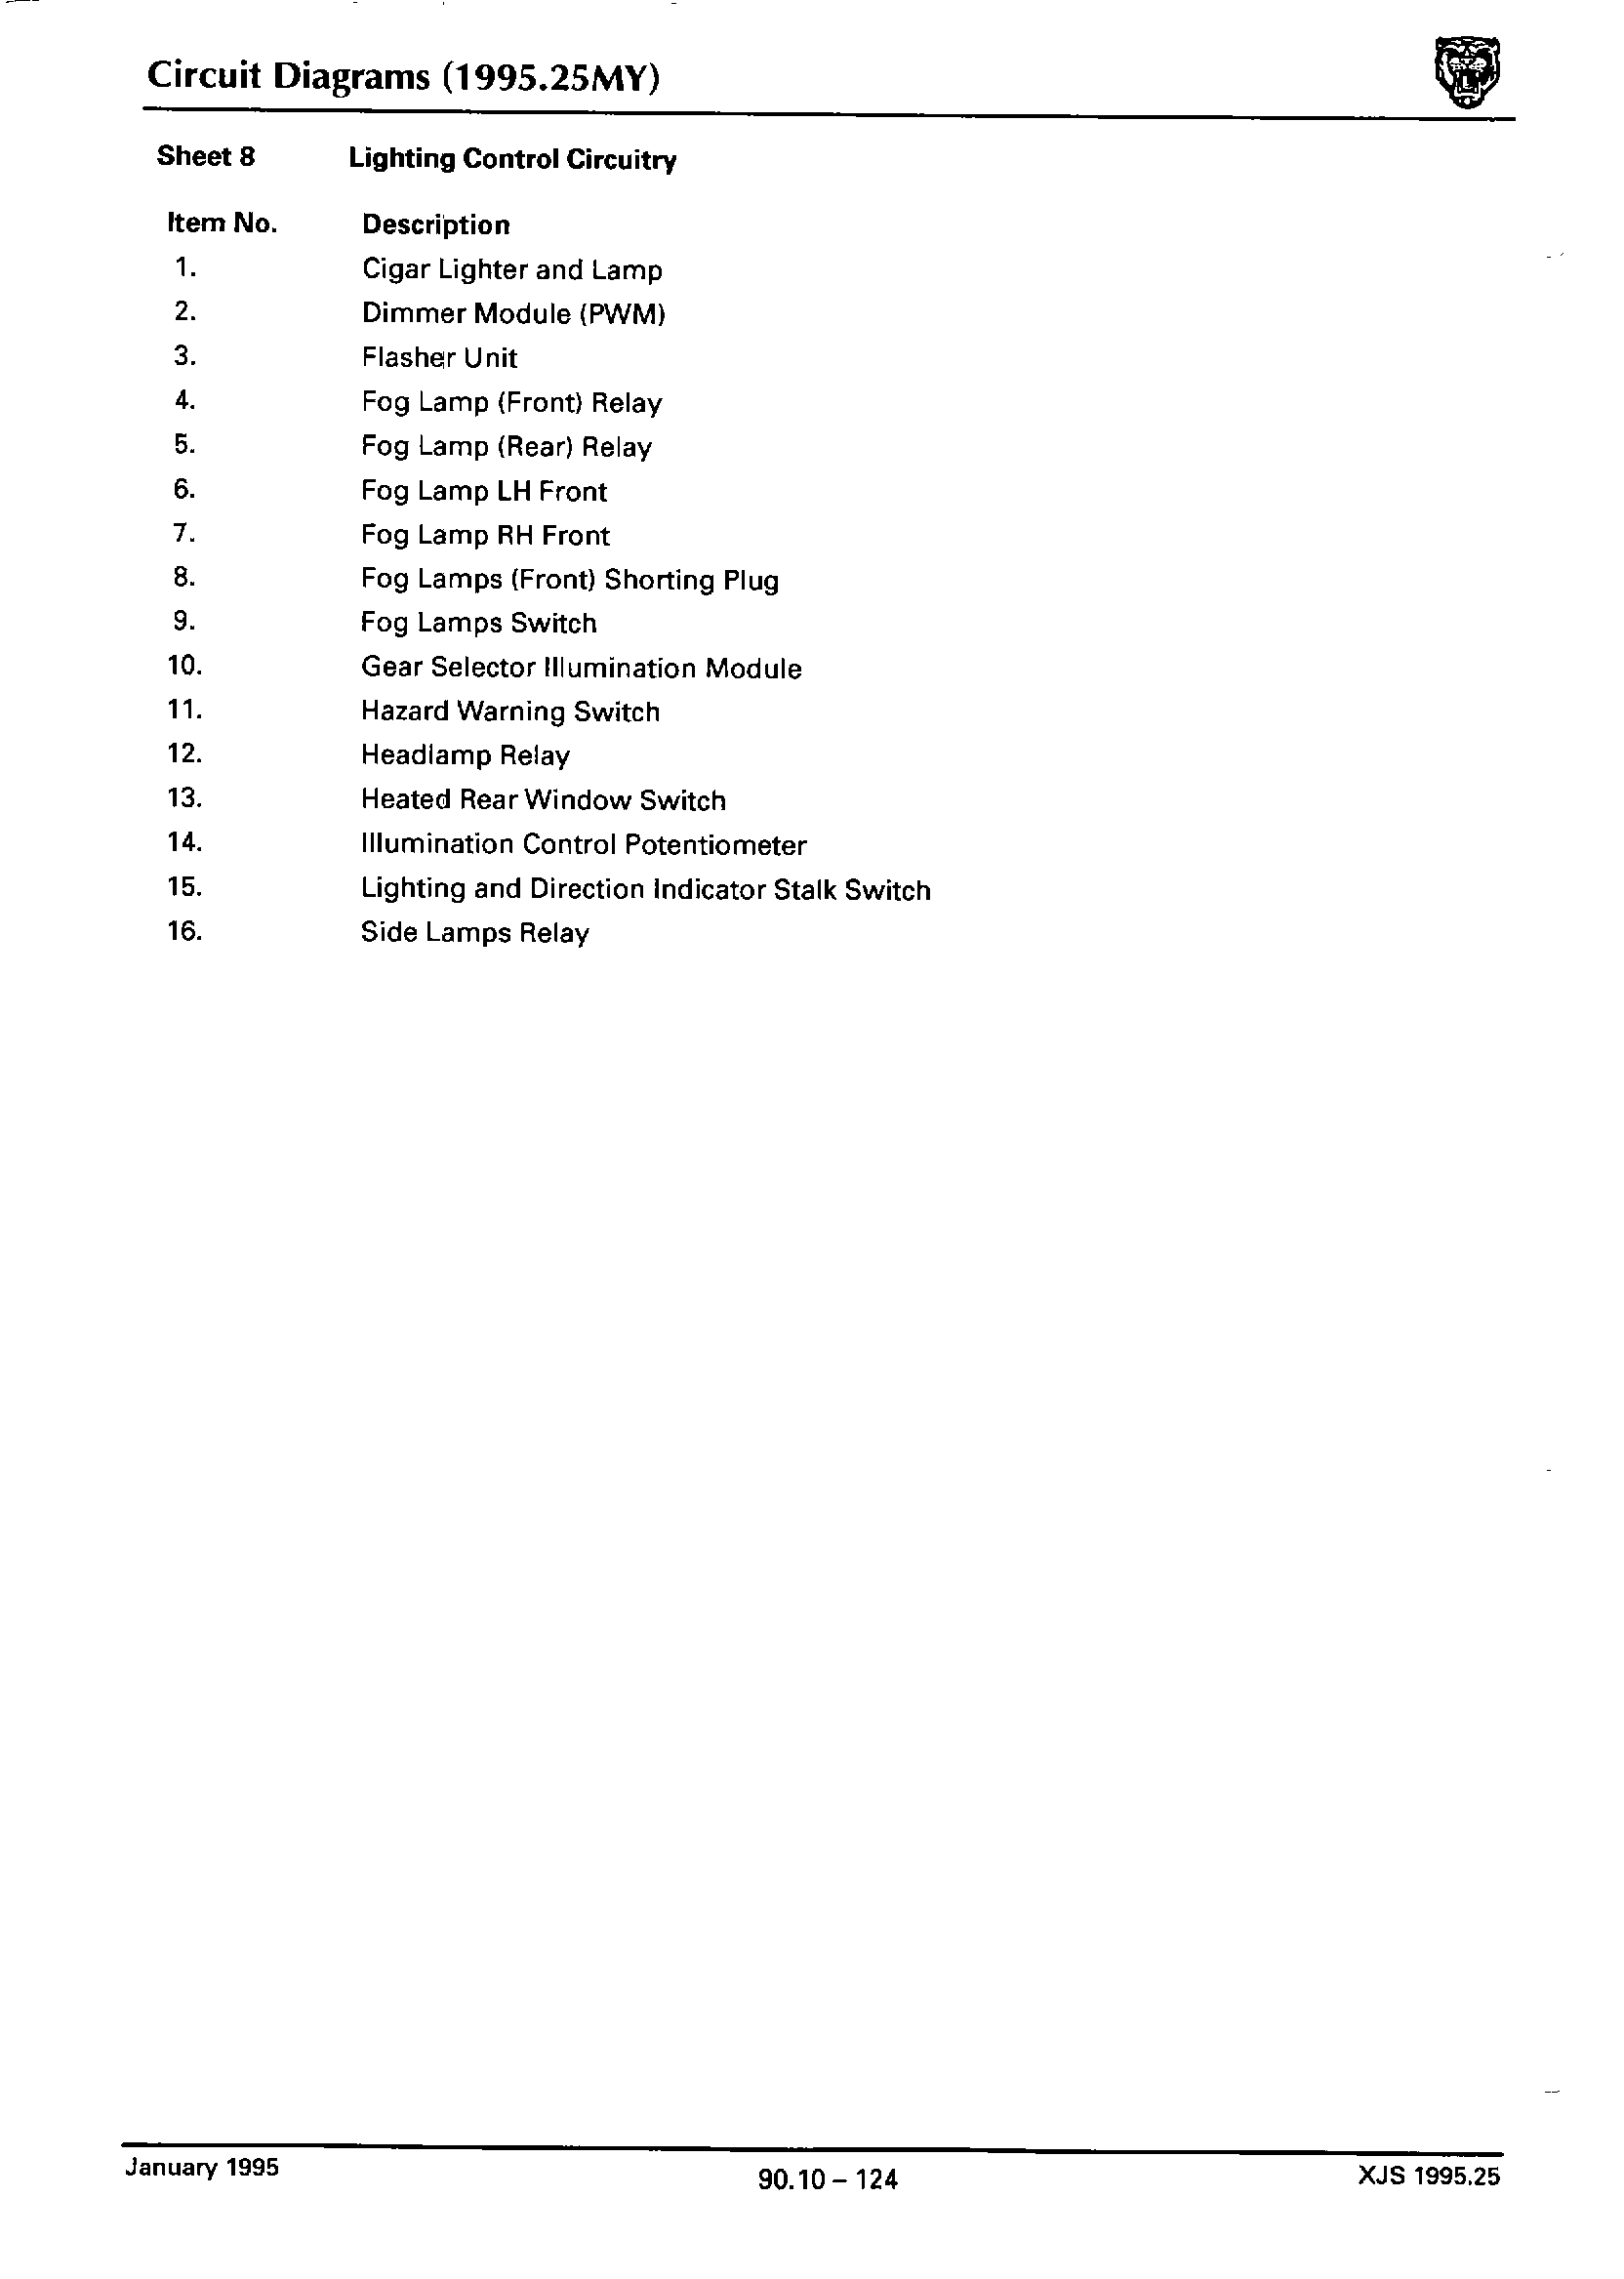 Circuit Diagrams (1995.25MY)
Sheet 8 Lighting Control Circuitry
Item No. Description
1. Cigar Lighter and Lamp
2. Dimmer Module (PWM)
3. Flasher Unit
4. Fog Lamp (Front) Relay
5. Fog Lamp (Rear) Relay
6. Fog Lamp LH Front
7. Fog Lamp RH Front
8. Fog Lamps (Front) Shorting Plug
9. Fog Lamps Switch
10. Gear Selector Illumination Module
11. Hazard Warning Switch
12. Headlamp Relay
13. Heated Rear Window Switch
14. Illumination Control Potentiometer
15. Lighting and Direction Indicator Stalk Switch
16. Side Lamps Relay
January 1995 90.10 – 124 XJS 1995.25